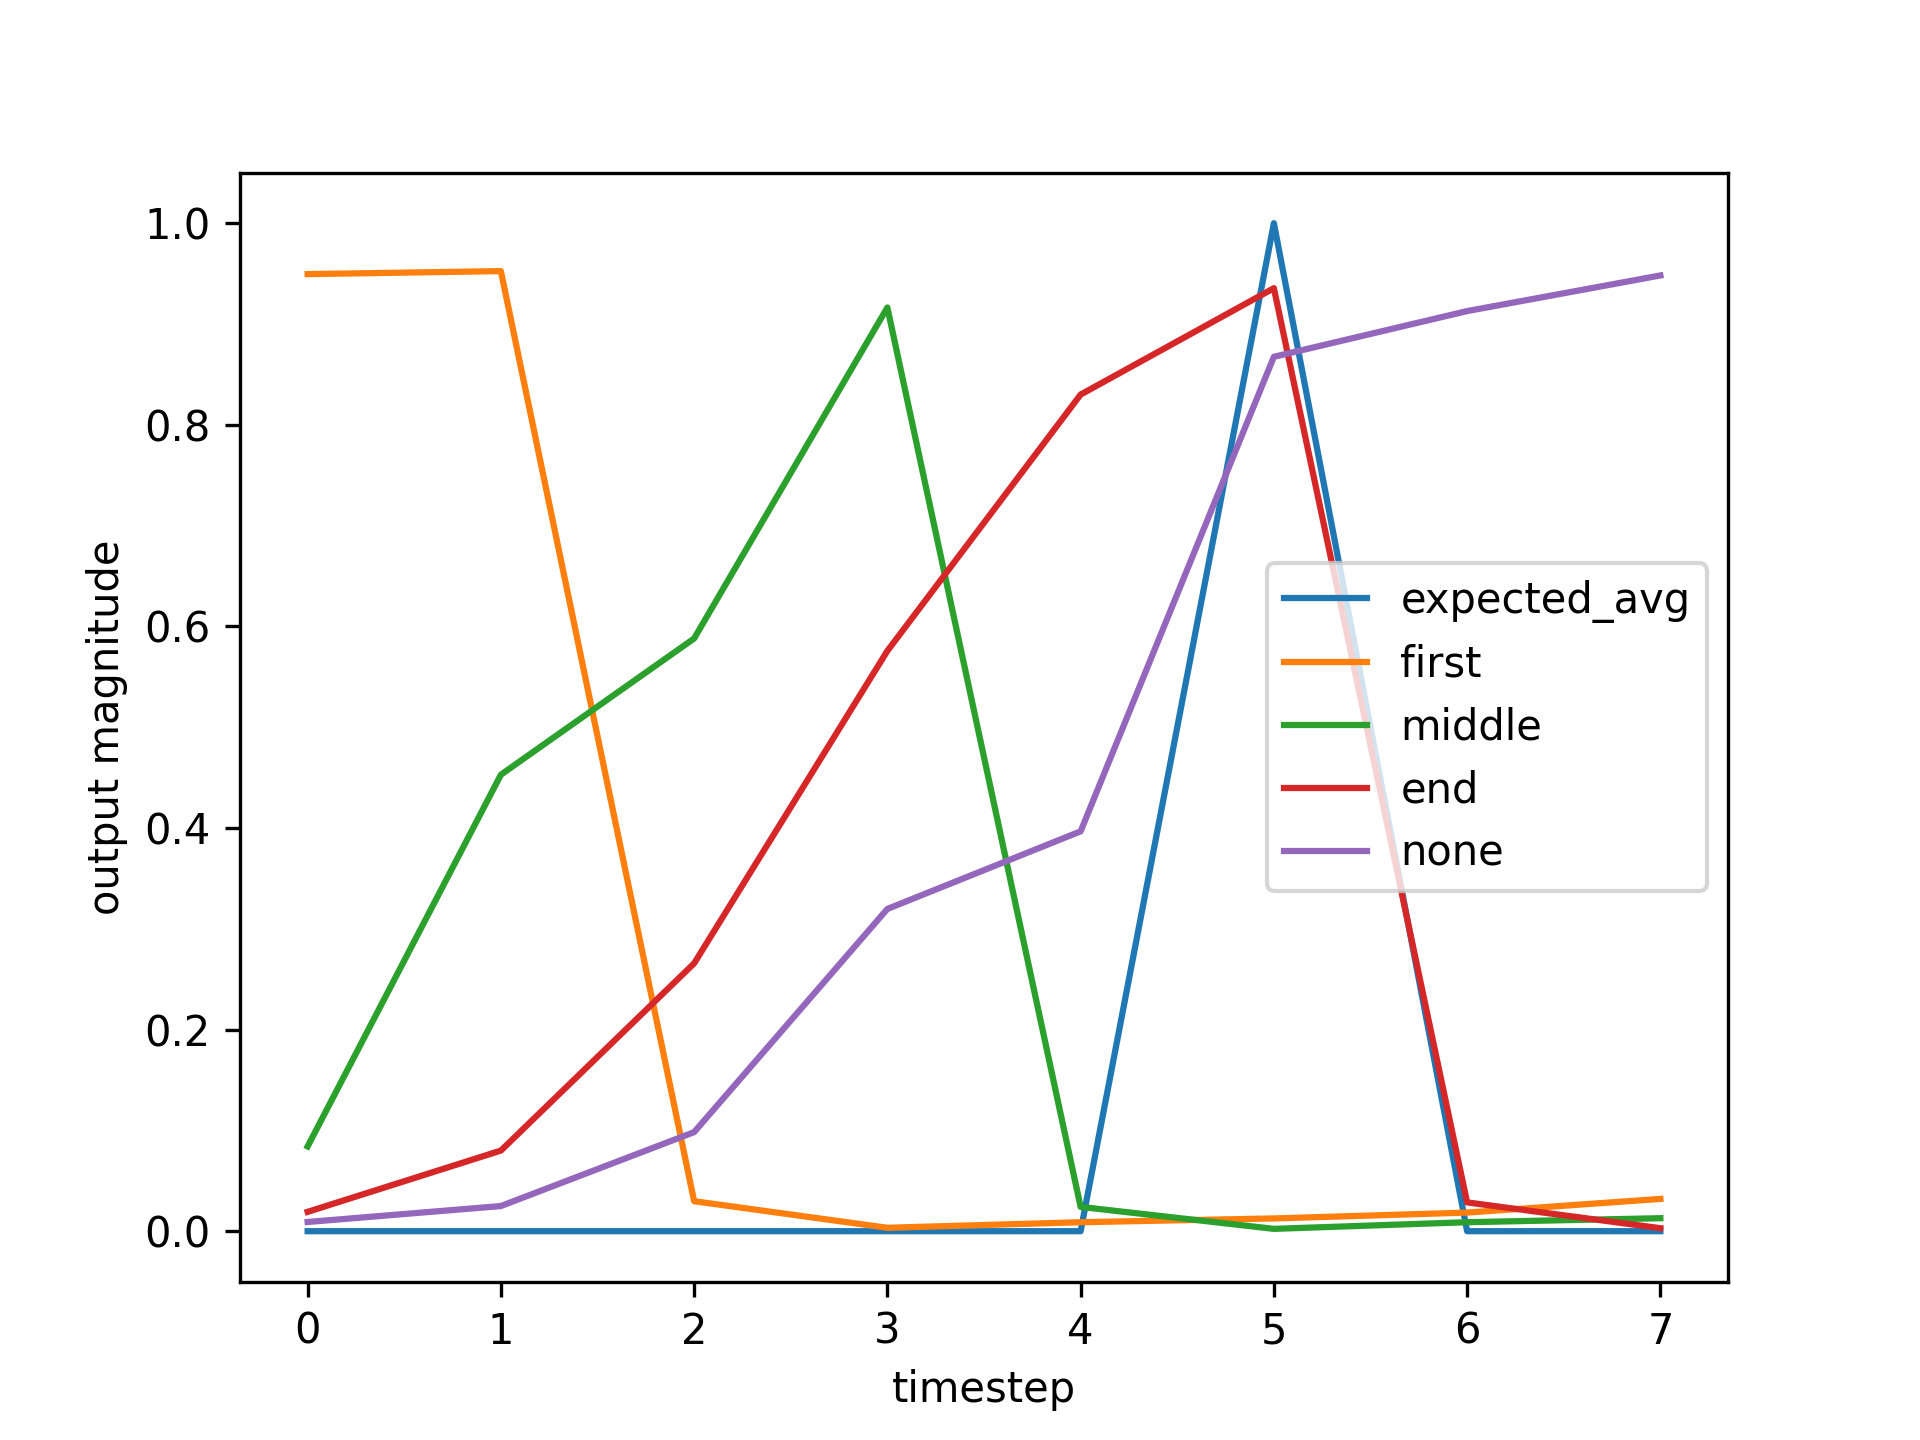 1.0
0.8
0.6
0.4
0.2
0.0
output magnitude
expected_avg
first
middle
end
none
0 1 2 3 4 5 6 7
timestep